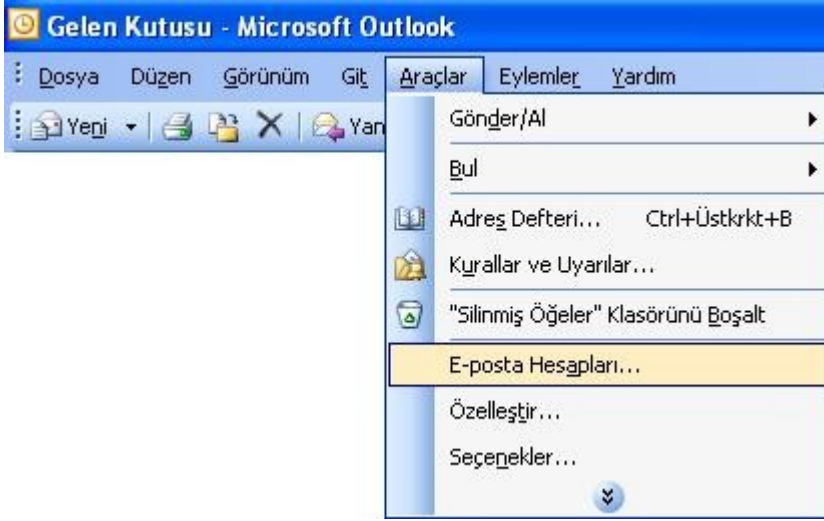 Gelen Kutusu - Microsoft Outlook
Dosya Düzen Görünüm Git Araçlar Eylemler Yardım
Yeni Yan
Gönder/Al
Bul
Adres Defteri... Ctrl+Üstkrkt+B
Kurallar ve Uyarılar...
"Silinmiş Öğeler" Klasörünü Boşalt
E-posta Hesapları...
Özelleştir...
Seçenekler...